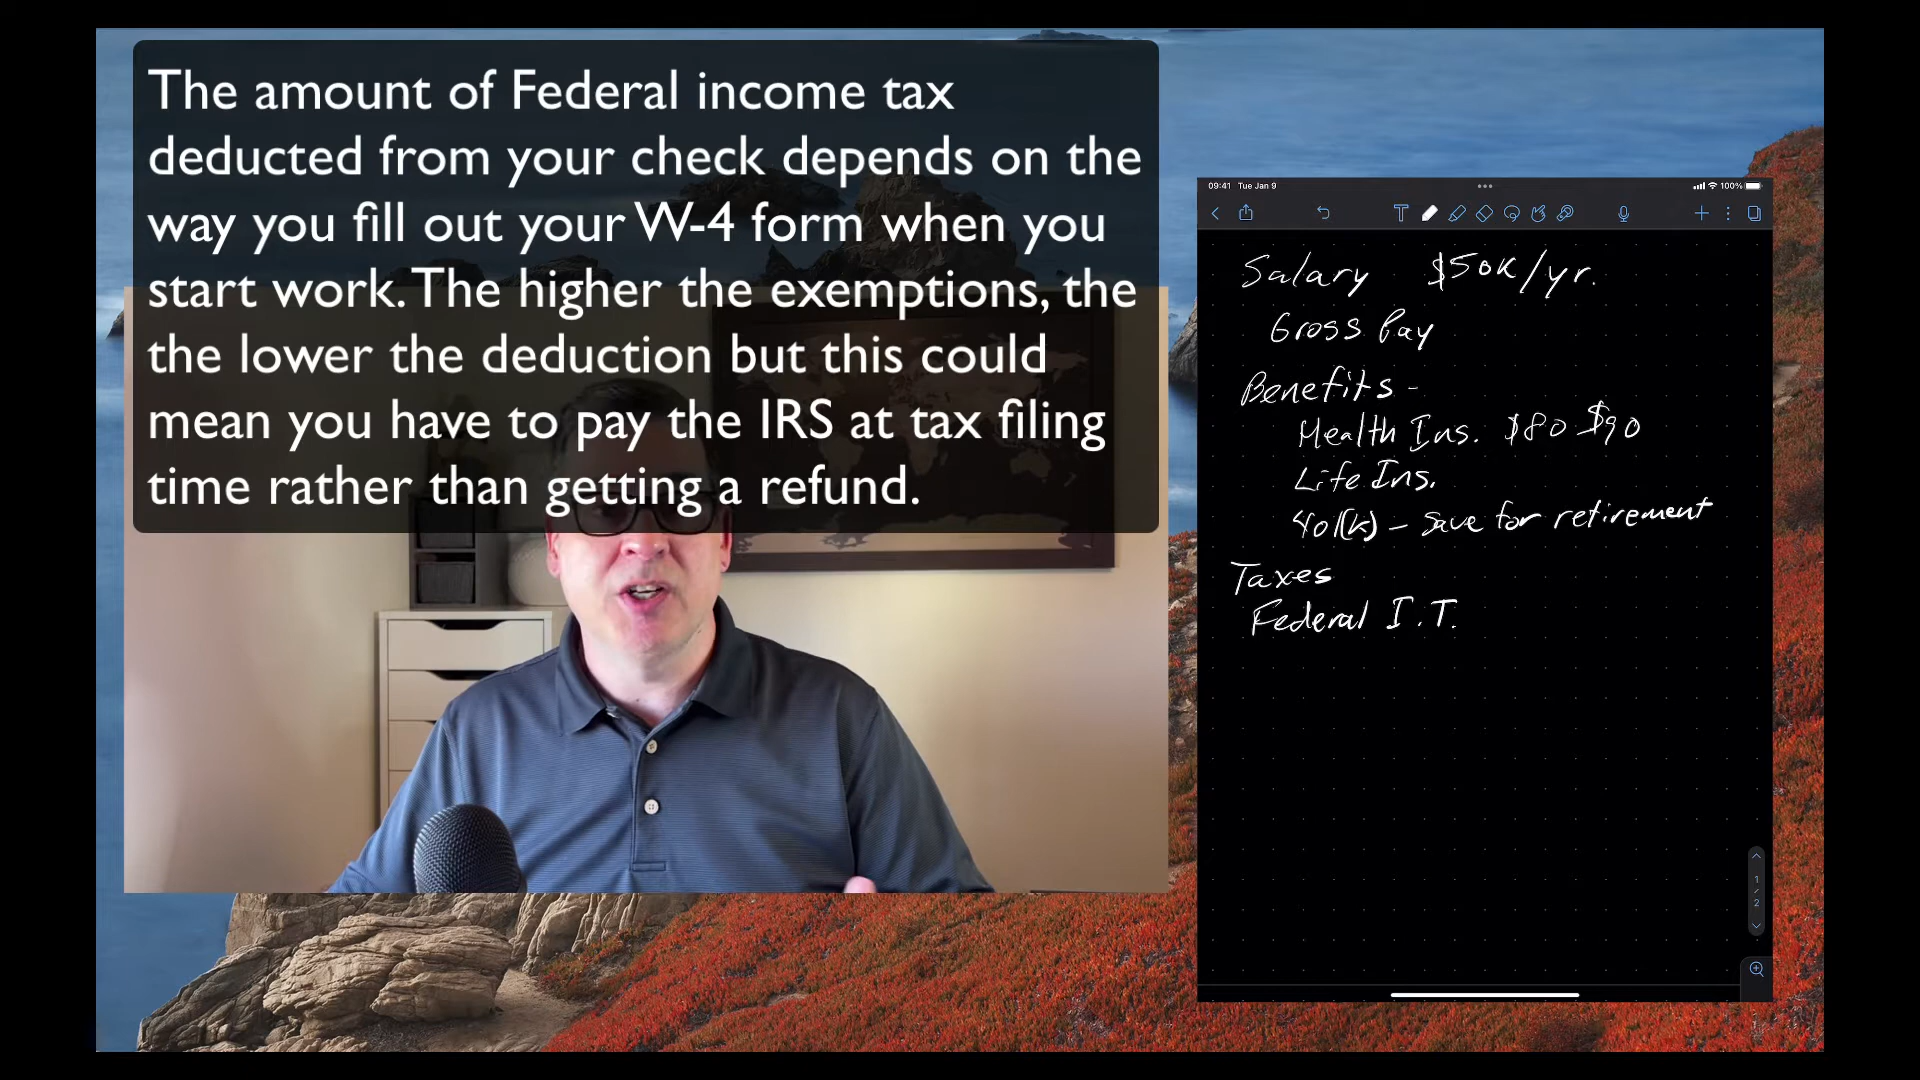 The amount of Federal income tax
deducted from your check depends on the
way you fill out your W-4 form when you
start work. The higher the exemptions, the
the lower the deduction but this could
mean you have to pay the IRS at tax filing
time rather than getting a refund.
09:41 Tue Jan 9
100%
Salary $50K/yr.
Gross Pay
Benefits -
Health Ins. $80 $90
Life Ins.
401(k) - Save for retirement
Taxes
Federal I.T.
1
/
2